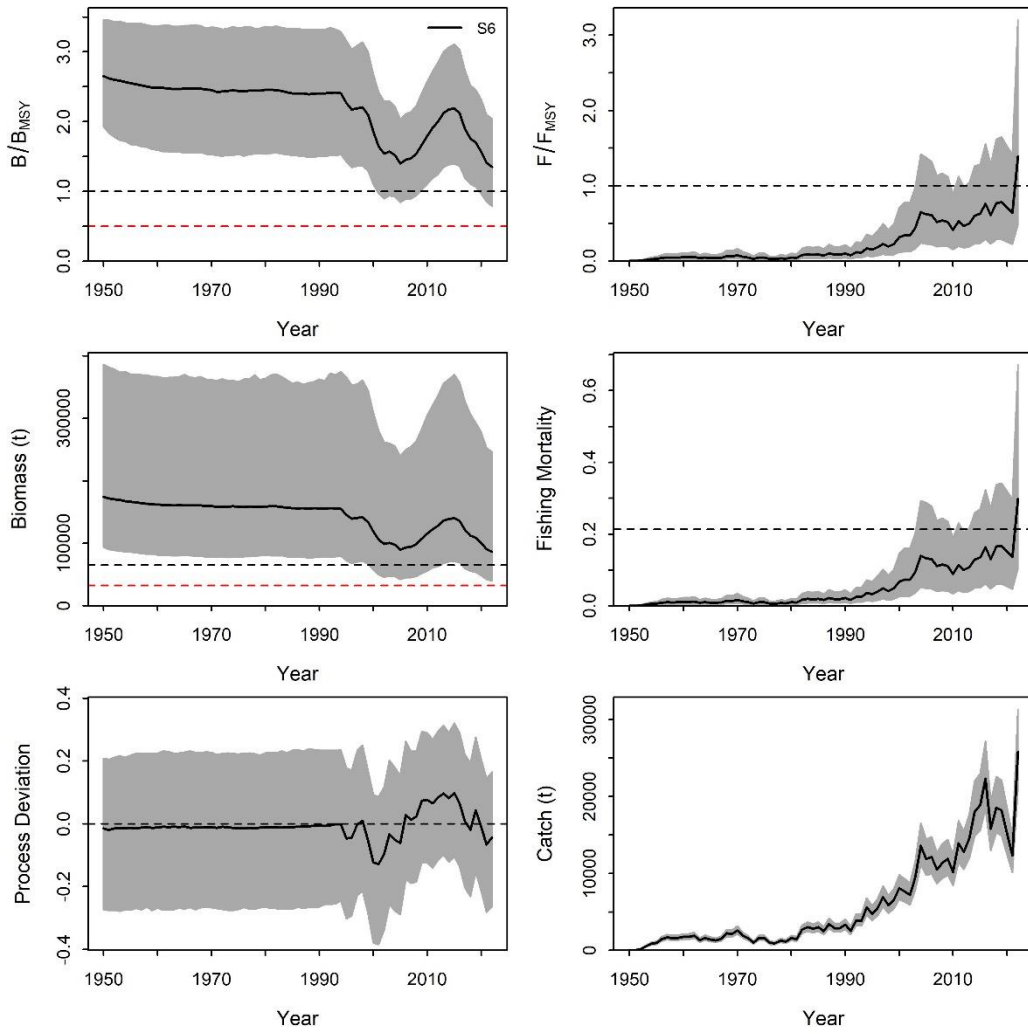 S6
B/BMSY
0.0 1.0 2.0 3.0
1950 1970 1990 2010
Year
F/FMSY
0.0 1.0 2.0 3.0
1950 1970 1990 2010
Year
Biomass (t)
0 100000 300000
1950 1970 1990 2010
Year
Fishing Mortality
0.0 0.2 0.4 0.6
1950 1970 1990 2010
Year
Process Deviation
−0.4 −0.2 0.0 0.2 0.4
1950 1970 1990 2010
Year
Catch (t)
0 10000 20000 30000
1950 1970 1990 2010
Year